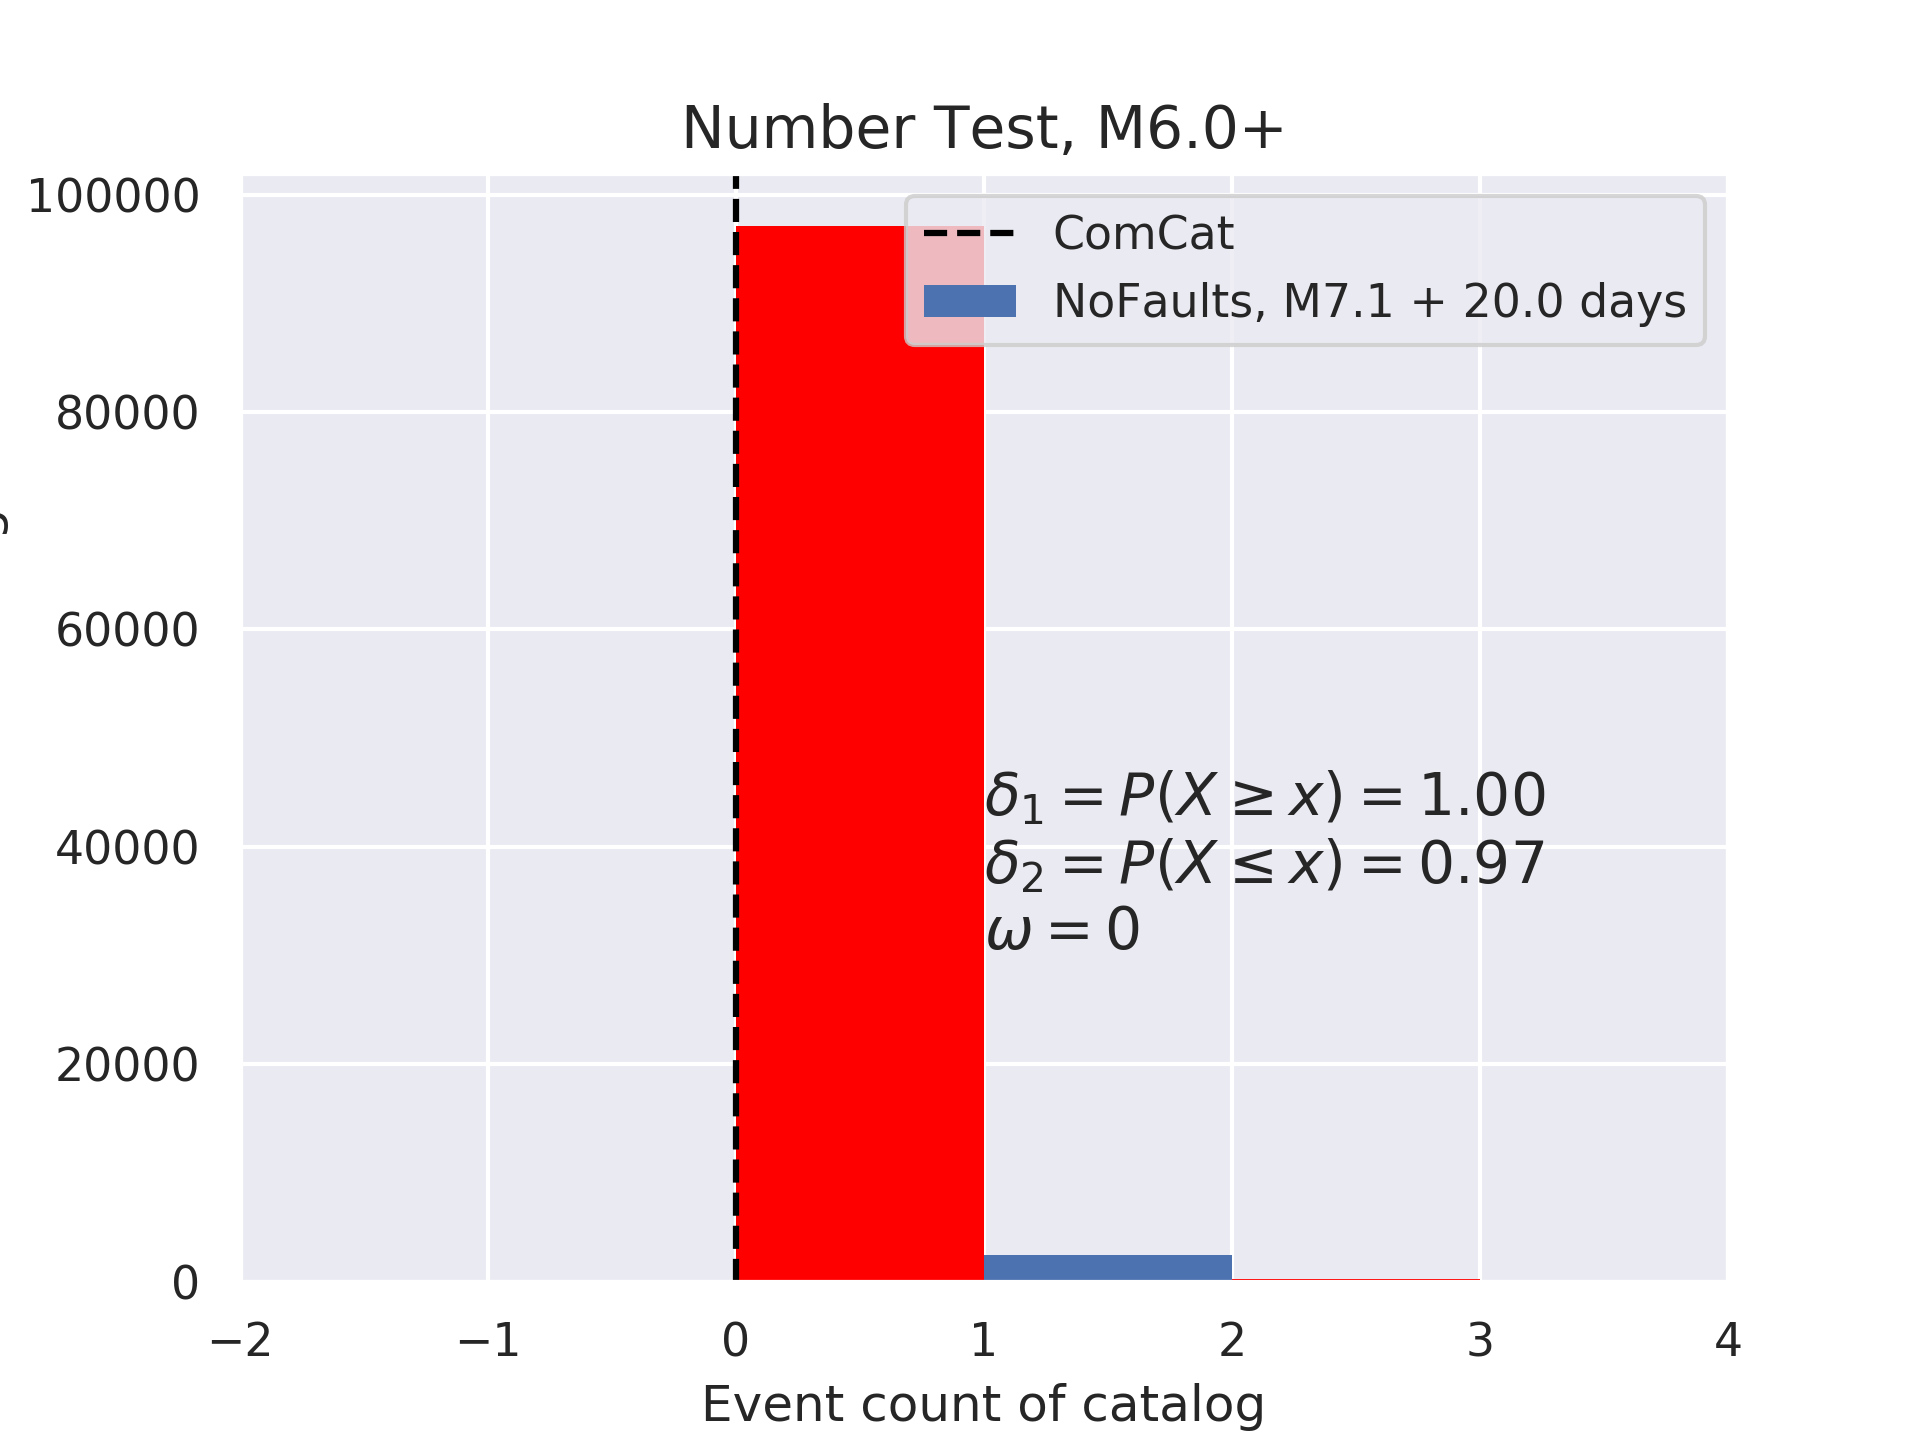 Number Test, M6.0+
100000
80000
60000
40000
20000
0
ComCat
NoFaults, M7.1 + 20.0 days
δ₁ = P(X ≥ x) = 1.00
δ₂ = P(X ≤ x) = 0.97
ω = 0
−2 −1 0 1 2 3 4
Event count of catalog